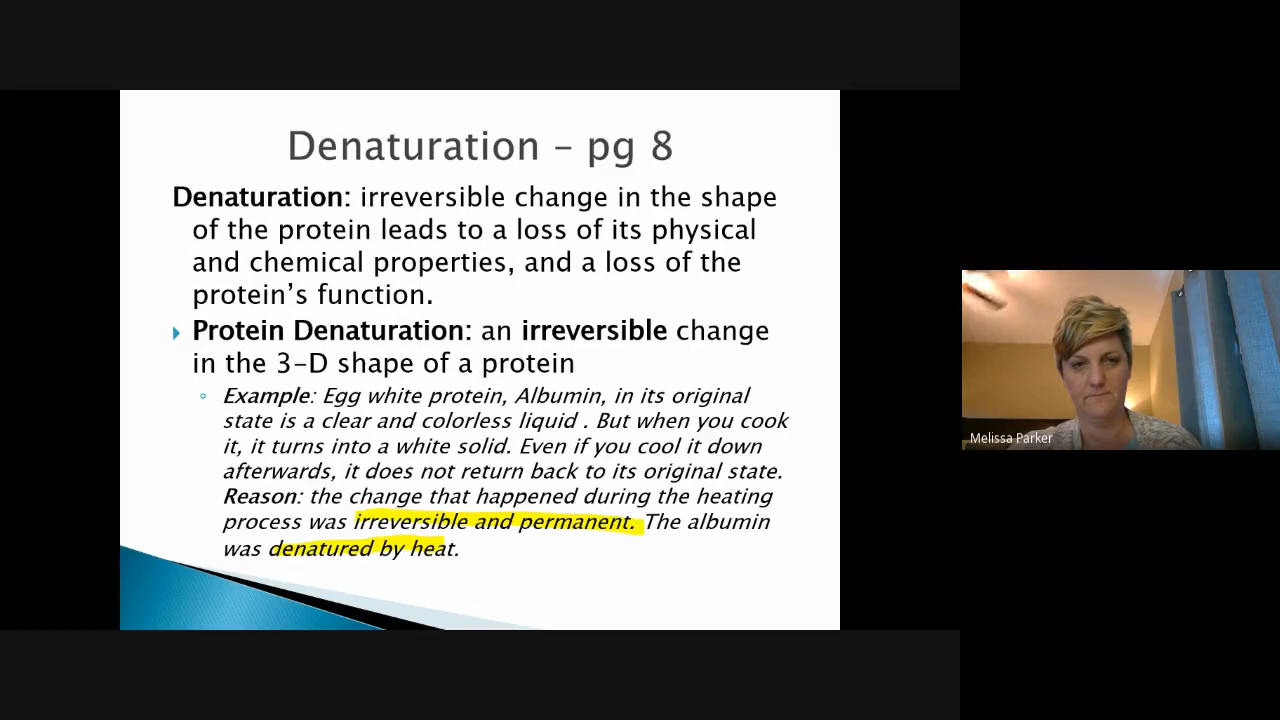 Denaturation – pg 8
Denaturation: irreversible change in the shape
of the protein leads to a loss of its physical
and chemical properties, and a loss of the
protein's function.
Protein Denaturation: an irreversible change
in the 3-D shape of a protein
Example: Egg white protein, Albumin, in its original
state is a clear and colorless liquid . But when you cook
it, it turns into a white solid. Even if you cool it down
afterwards, it does not return back to its original state.
Reason: the change that happened during the heating
process was irreversible and permanent. The albumin
was denatured by heat.
Melissa Parker